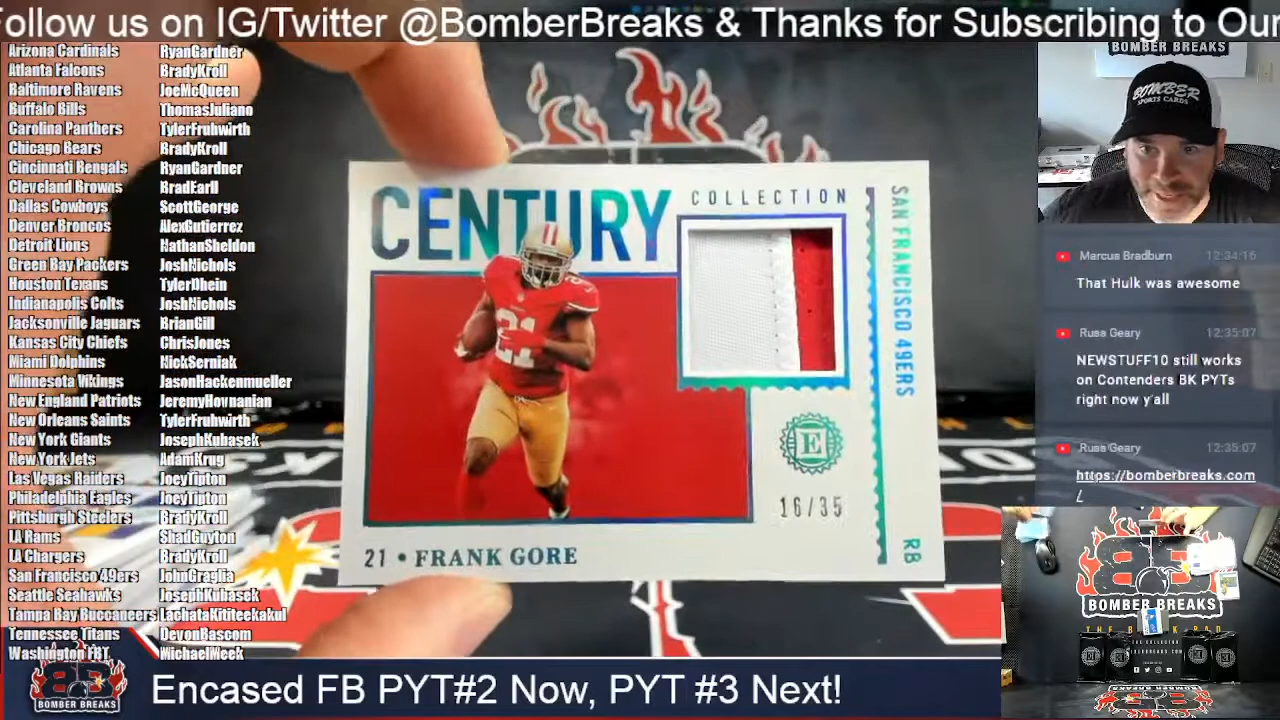 Follow us on IG/Twitter @BomberBreaks & Thanks for Subscribing to Our
Arizona Cardinals RyanGardner
Atlanta Falcons BradyKroll
Baltimore Ravens JoeMcQueen
Buffalo Bills ThomasJuliano
Carolina Panthers TylerFruhwirth
Chicago Bears BradyKroll
Cincinnati Bengals RyanGardner
Cleveland Browns BradEarll
Dallas Cowboys ScottGeorge
Denver Broncos AlexGutierrez
Detroit Lions NathanSheldon
Green Bay Packers JoshNichols
Houston Texans TylerDhein
Indianapolis Colts JoshNichols
Jacksonville Jaguars BrianGill
Kansas City Chiefs ChrisJones
Miami Dolphins NickSerniak
Minnesota Vikings JasonHackenmueller
New England Patriots JeremyHovnanian
New Orleans Saints TylerFruhwirth
New York Giants JosephKubasek
New York Jets AdamKrug
Las Vegas Raiders JoeyTipton
Philadelphia Eagles JoeyTipton
Pittsburgh Steelers BradyKroll
LA Rams ShadGuyton
LA Chargers BradyKroll
San Francisco 49ers JohnGraglia
Seattle Seahawks JosephKubasek
Tampa Bay Buccaneers LachataKititeekakul
Tennessee Titans DevonBascom
Washington FBT MichaelMeek
CENTURY
COLLECTION
SAN FRANCISCO 49ERS
RB
21
E
16/35
21 • FRANK GORE
BOMBER BREAKS
BOMBER
SPORTS CARDS
Marcus Bradburn 12:34:16
That Hulk was awesome
Russ Geary 12:35:07
NEWSTUFF10 still works
on Contenders BK PYTs
right now y'all
Russ Geary 12:35:07
https://bomberbreaks.com
/
BOMBER BREAKS
BOMBER BREAKS
Encased FB PYT#2 Now, PYT #3 Next!